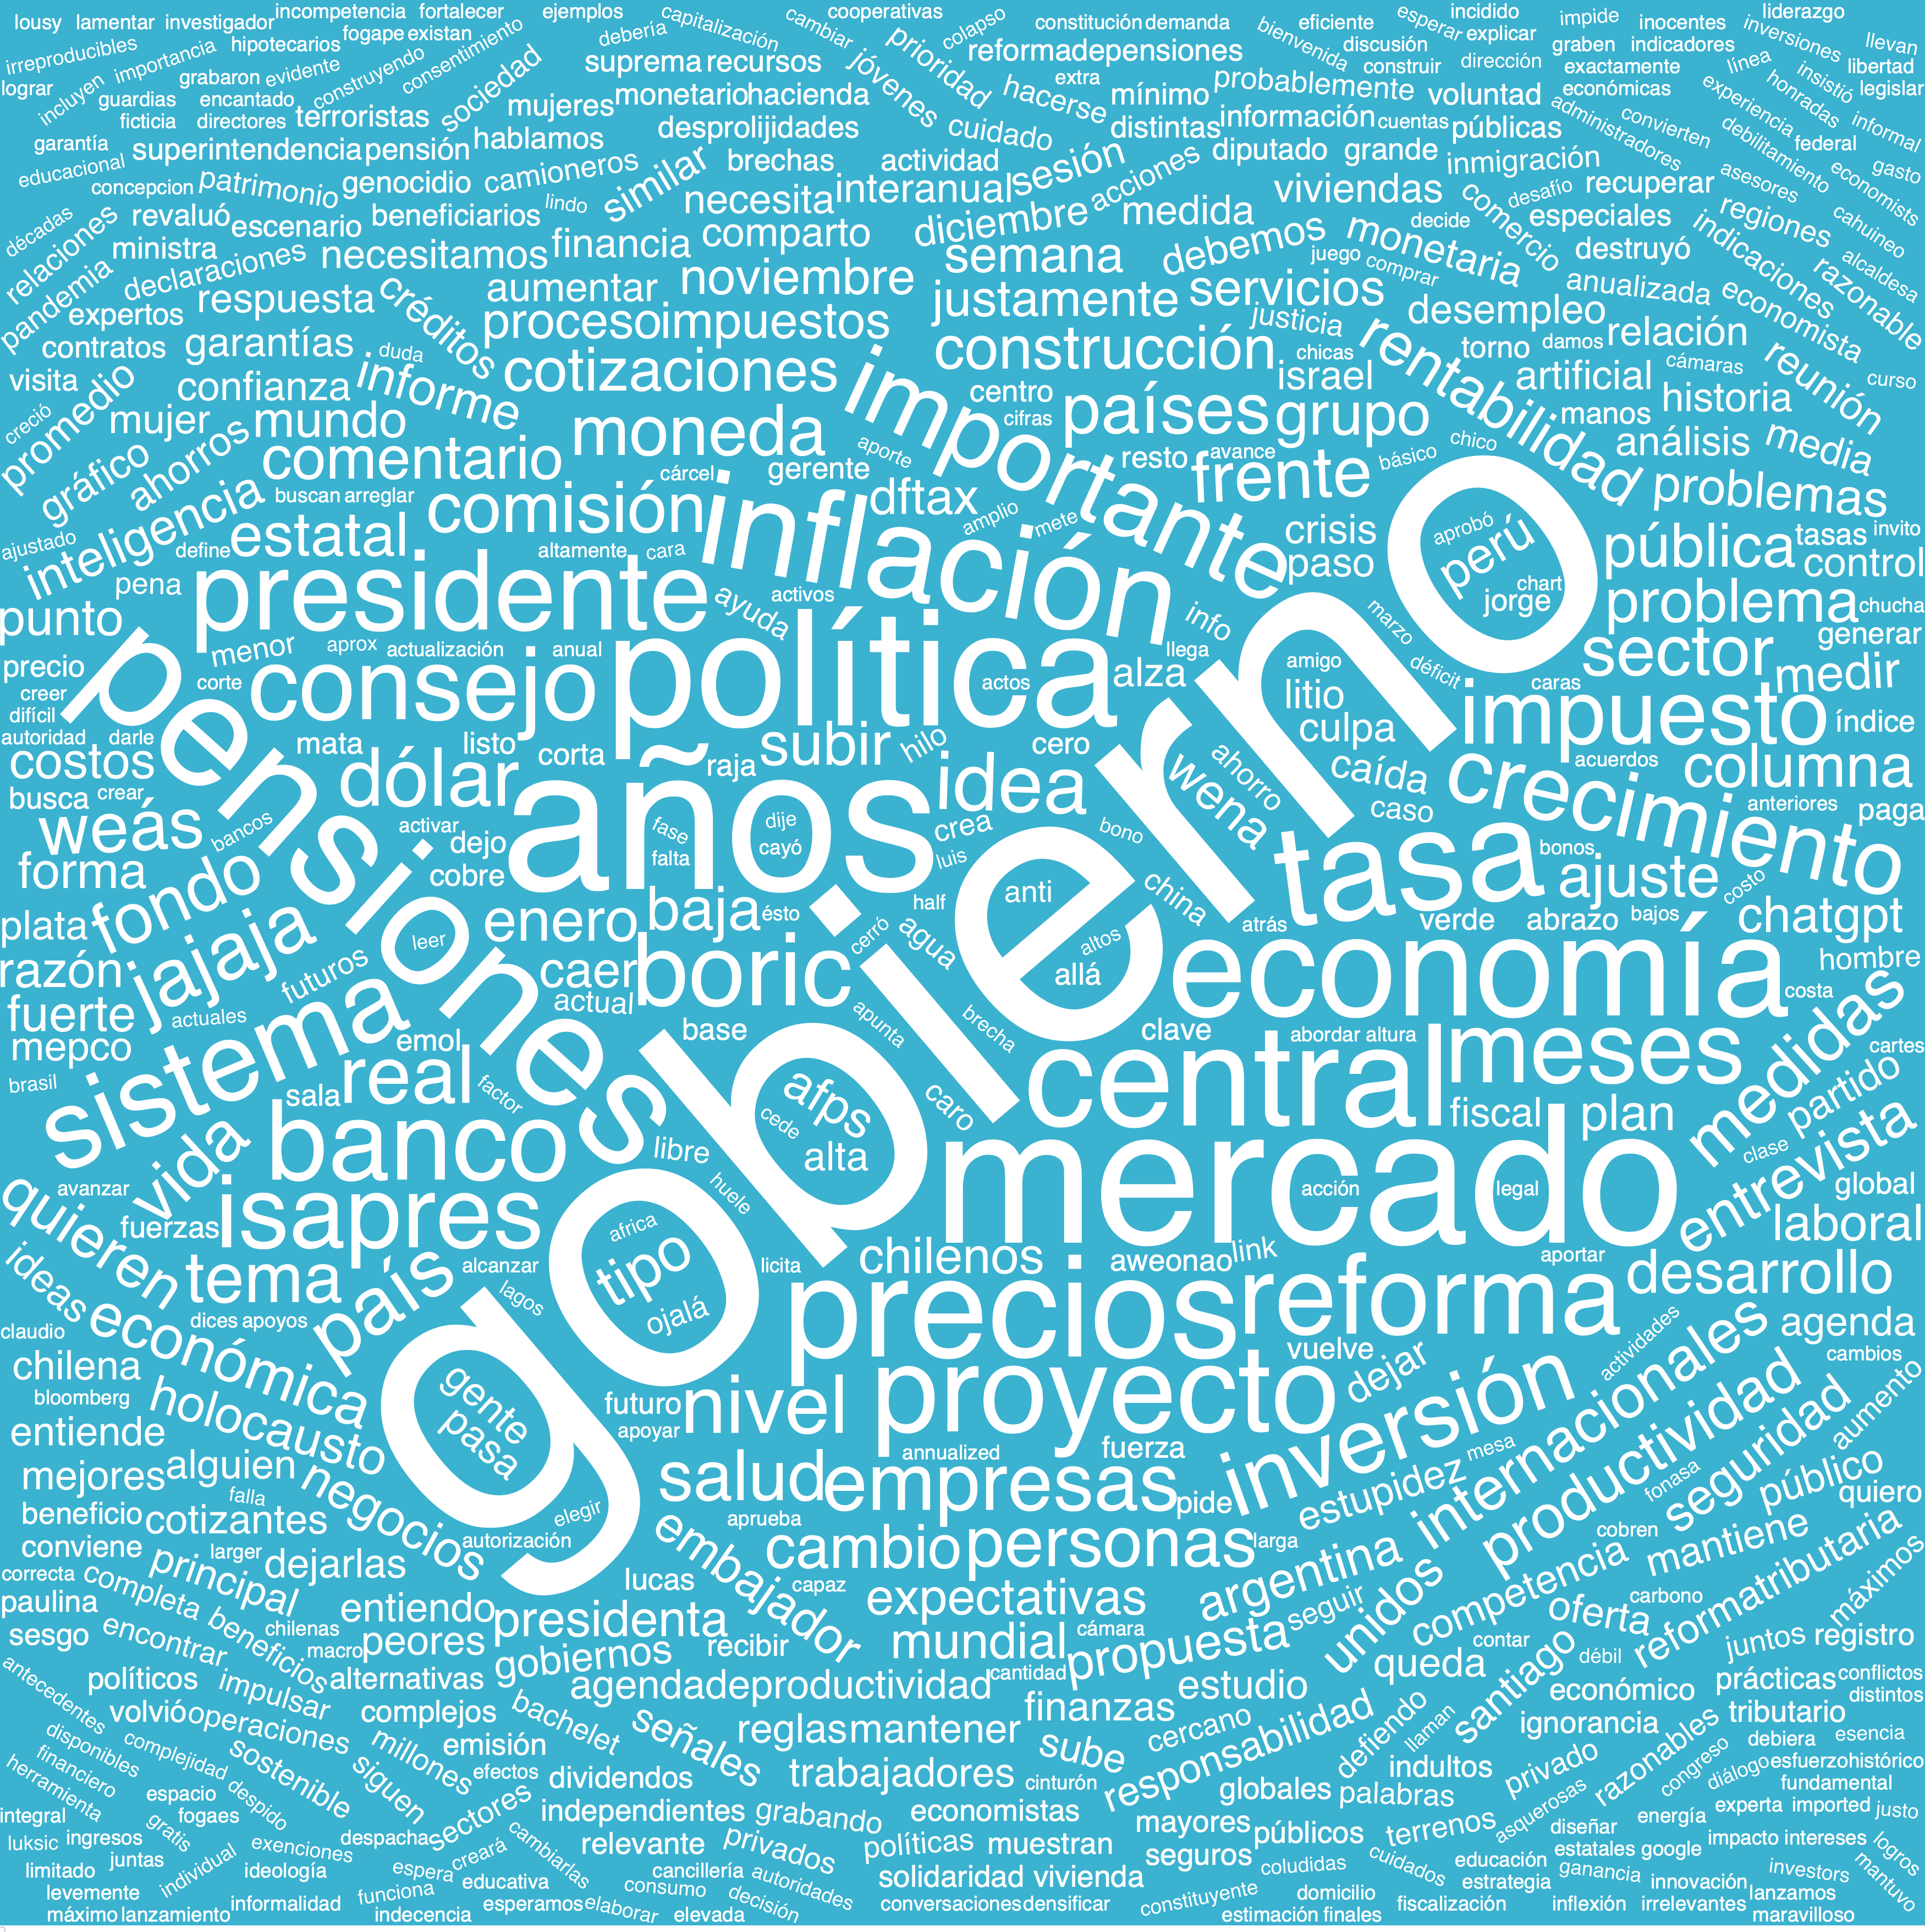 lousy lamentar investigador incompetencia fortalecer ejemplos capitalización cambiar cooperativas colapso constitución demanda bienvenida eficiente esperar incidido explicar impide inocentes liderazgo
irreproducibles importancia hipotecarios fogape existan debería prioridad reformadepensiones discusión graben indicadores inversiones llevan
lograr incluyen grabaron evidente construyendo consentimiento sociedad suprema recursos jóvenes extra probablemente construir dirección exactamente línea insistió libertad
guardias encantado terroristas mujeres monetario hacienda hacerse mínimo voluntad económicas experiencia honradas legislar
garantía ficticia directores hablamos desprolijidades cuidado distintas información cuentas públicas administradores convierten debilitamiento informal
educacional superintendencia pensión camioneros similar brechas actividad sesión acciones diputado grande inmigración federal gasto
concepcion patrimonio genocidio lindo necesita interanual viviendas comercio desafío recuperar asesores economists
décadas relaciones revaluó escenario beneficiarios financia comparto diciembre medida decide especiales regiones cahuineo
pandemia ministra declaraciones necesitamos noviembre semana debemos juego monetaria destruyó indicaciones razonable alcaldesa
expertos respuesta créditos aumentar proceso impuestos justamente servicios comprar anualizada economista
contratos garantías duda justicia desempleo relación
visita promedio confianza informe cotizaciones importante construcción chicas israel rentabilidad torno damos artificial cámaras reunión curso
creció mujer mundo moneda centro países grupo manos historia
gráfico ahorros comentario aporte cifras chico análisis media
inteligencia buscan arreglar cárcel gerente resto avance básico
ajustado define estatal comisión inflación dftax amplio mete frente crisis aprobó problemas tasas invito
pena presidente altamente cara paso perú pública control
punto pensiones activos ayuda info marzo chart jorge problema chucha
precio menor aprox actualización anual política llega amigo déficit sector generar
creer corte consejo actos alza litio caras medir
difícil autoridad darle mata listo corta subir hilo cero culpa impuesto índice
costos dólar raja idea ahorro caída acuerdos columna
busca crear años wena caso crecimiento anteriores paga
weás bancos activar dejo fase dije crea bono tasa
forma cobre falta cayó luis gobierno bonos ajuste costo
plata fondo enero baja ésto half anti china atrás verde abrazo bajos chatgpt
razón jajaja leer caer boric cerró agua altos economía hombre
fuerte futuros actual allá costa
mepco actuales emol base apunta brecha clave abordar altura meses medidas cartes
brasil sistema sala real factor afps caro central fiscal plan partido
vida banco libre cede alta mercado clase entrevista
quieren avanzar isapres huele acción legal global
fuerzas africa laboral
ideas tema país alcanzar lagos tipo licita chilenos aweonao link aportar desarrollo
claudio dices apoyos ojalá precios reforma agenda
chilena económica vuelve actividades cambios
bloomberg holocausto gente futuro nivel proyecto dejar inversión aumento
entiende pasa apoyar annualized fuerza mesa internacionales productividad
mejores alguien negocios salud empresas pide estupidez fonasa seguridad público quiero
beneficio falla cotizantes elegir aprueba
conviene larger dejarlas autorización embajador cambio personas larga argentina cobren mantiene
correcta completa principal lucas capaz unidos competencia carbono reformatributaria máximos
paulina beneficios entiendo presidenta expectativas seguir oferta
sesgo encontrar chilenas macro peores recibir mundial cámara propuesta contar débil juntos registro
antecedentes políticos impulsar alternativas gobiernos agendadeproductividad cantidad estudio queda santiago prácticas conflictos
volvió operaciones complejos bachelet señales finanzas económico distintos
disponibles complejidad sostenible millones emisión reglas mantener cercano responsabilidad defiendo llaman ignorancia tributario
financiero siguen efectos sube indultos privado razonables congreso debiera esencia
herramienta espacio despido dividendos trabajadores cinturón globales palabras diálogo esfuerzo histórico
fundamental
integral fogaes sectores independientes grabando economistas mayores terrenos asquerosas energía experta imported justo
luksic ingresos gratis exenciones despacha cambiarlas relevante privados políticas muestran públicos diseñar impacto intereses logros
juntas seguros estatales google
limitado individual ideología espera creará cancillería autoridades solidaridad vivienda coludidas cuidados educación ganancia investors mantuvo
levemente funciona educativa consumo decisión estrategia innovación
informalidad esperamos elaborar conversaciones densificar constituyente domicilio fiscalización inflexión irrelevantes lanzamos
máximo lanzamiento indecencia elevada estimación finales maravilloso